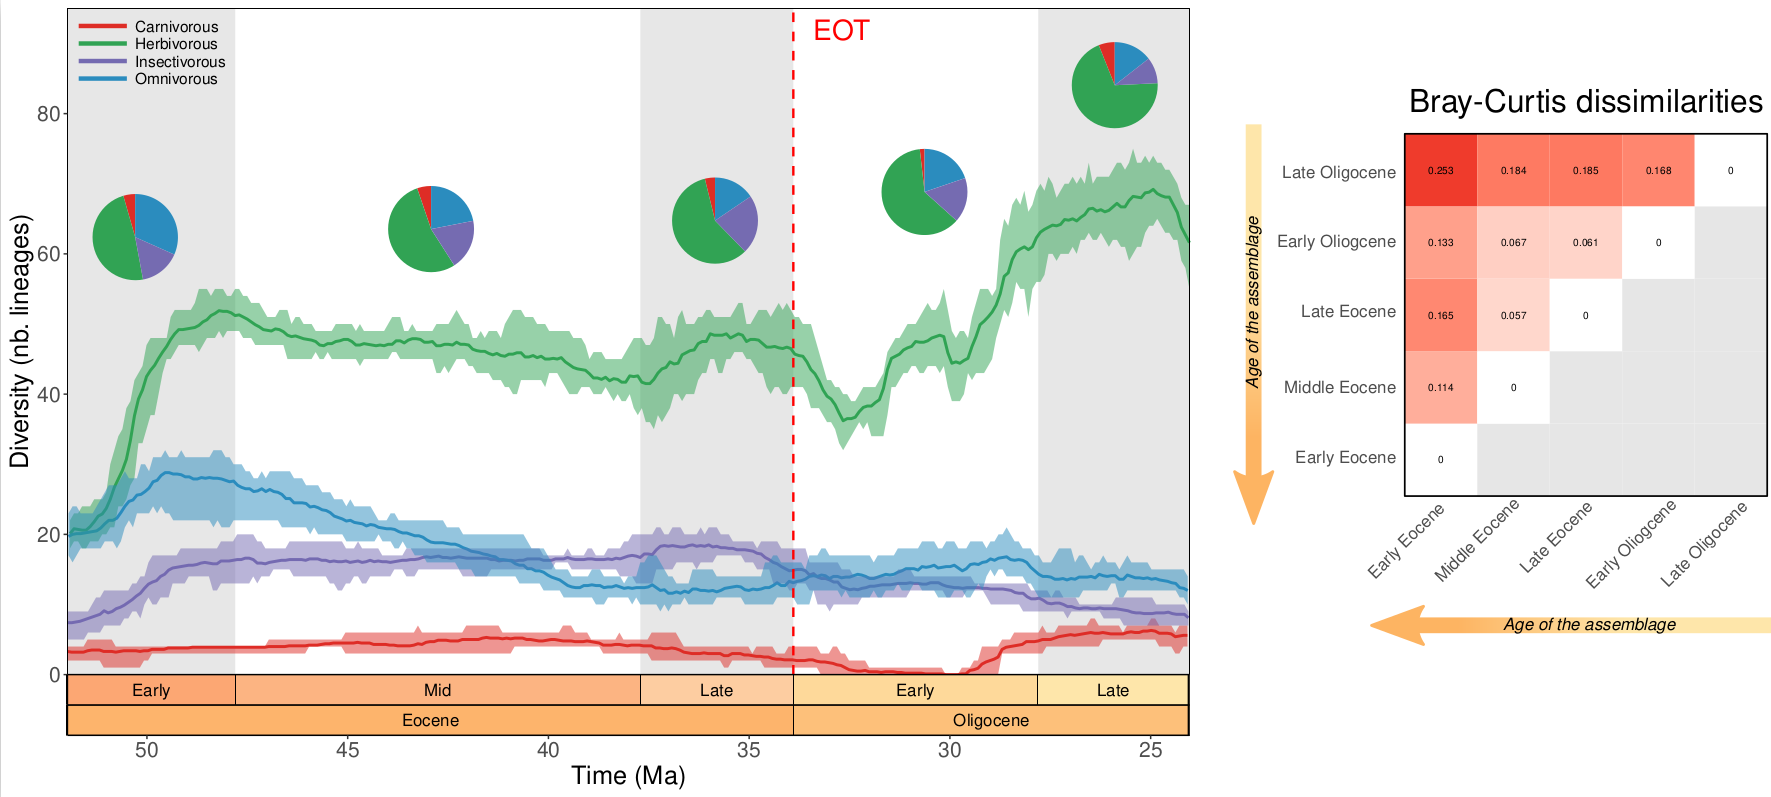 Carnivorous
Herbivorous
Insectivorous
Omnivorous
EOT
80
60
40
20
0
Diversity (nb. lineages)
Early
Mid
Late
Early
Late
Eocene
Oligocene
50
45
40
35
30
25
Time (Ma)
Bray-Curtis dissimilarities
Age of the assemblage
Late Oligocene
0.253
0.184
0.185
0.168
0
Early Oliogcene
0.133
0.067
0.061
0
Late Eocene
0.165
0.057
0
Middle Eocene
0.114
0
Early Eocene
0
Early Eocene
Middle Eocene
Late Eocene
Early Oliogcene
Late Oligocene
Age of the assemblage